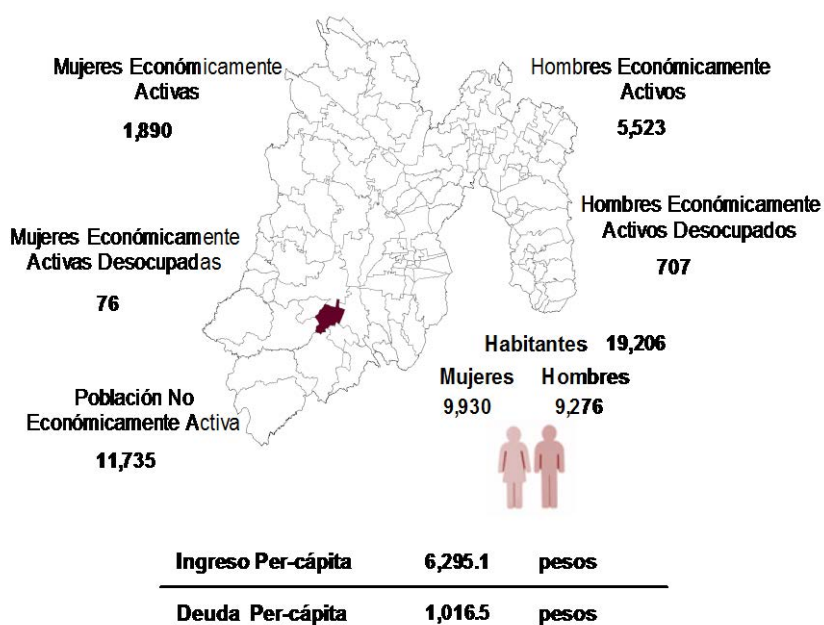 Mujeres Económicamente
Activas
1,890
Hombres Económicamente
Activos
5,523
Mujeres Económicamente
Activas Desocupadas
76
Hombres Económicamente
Activos Desocupados
707
Habitantes 19,206
Mujeres Hombres
9,930 9,276
Población No
Económicamente Activa
11,735
Ingreso Per-cápita 6,295.1 pesos
Deuda Per-cápita 1,016.5 pesos